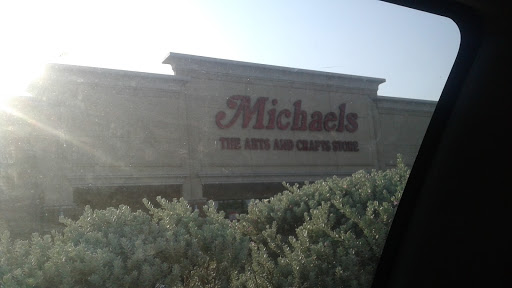 Michaels
THE ARTS AND CRAFTS STORE